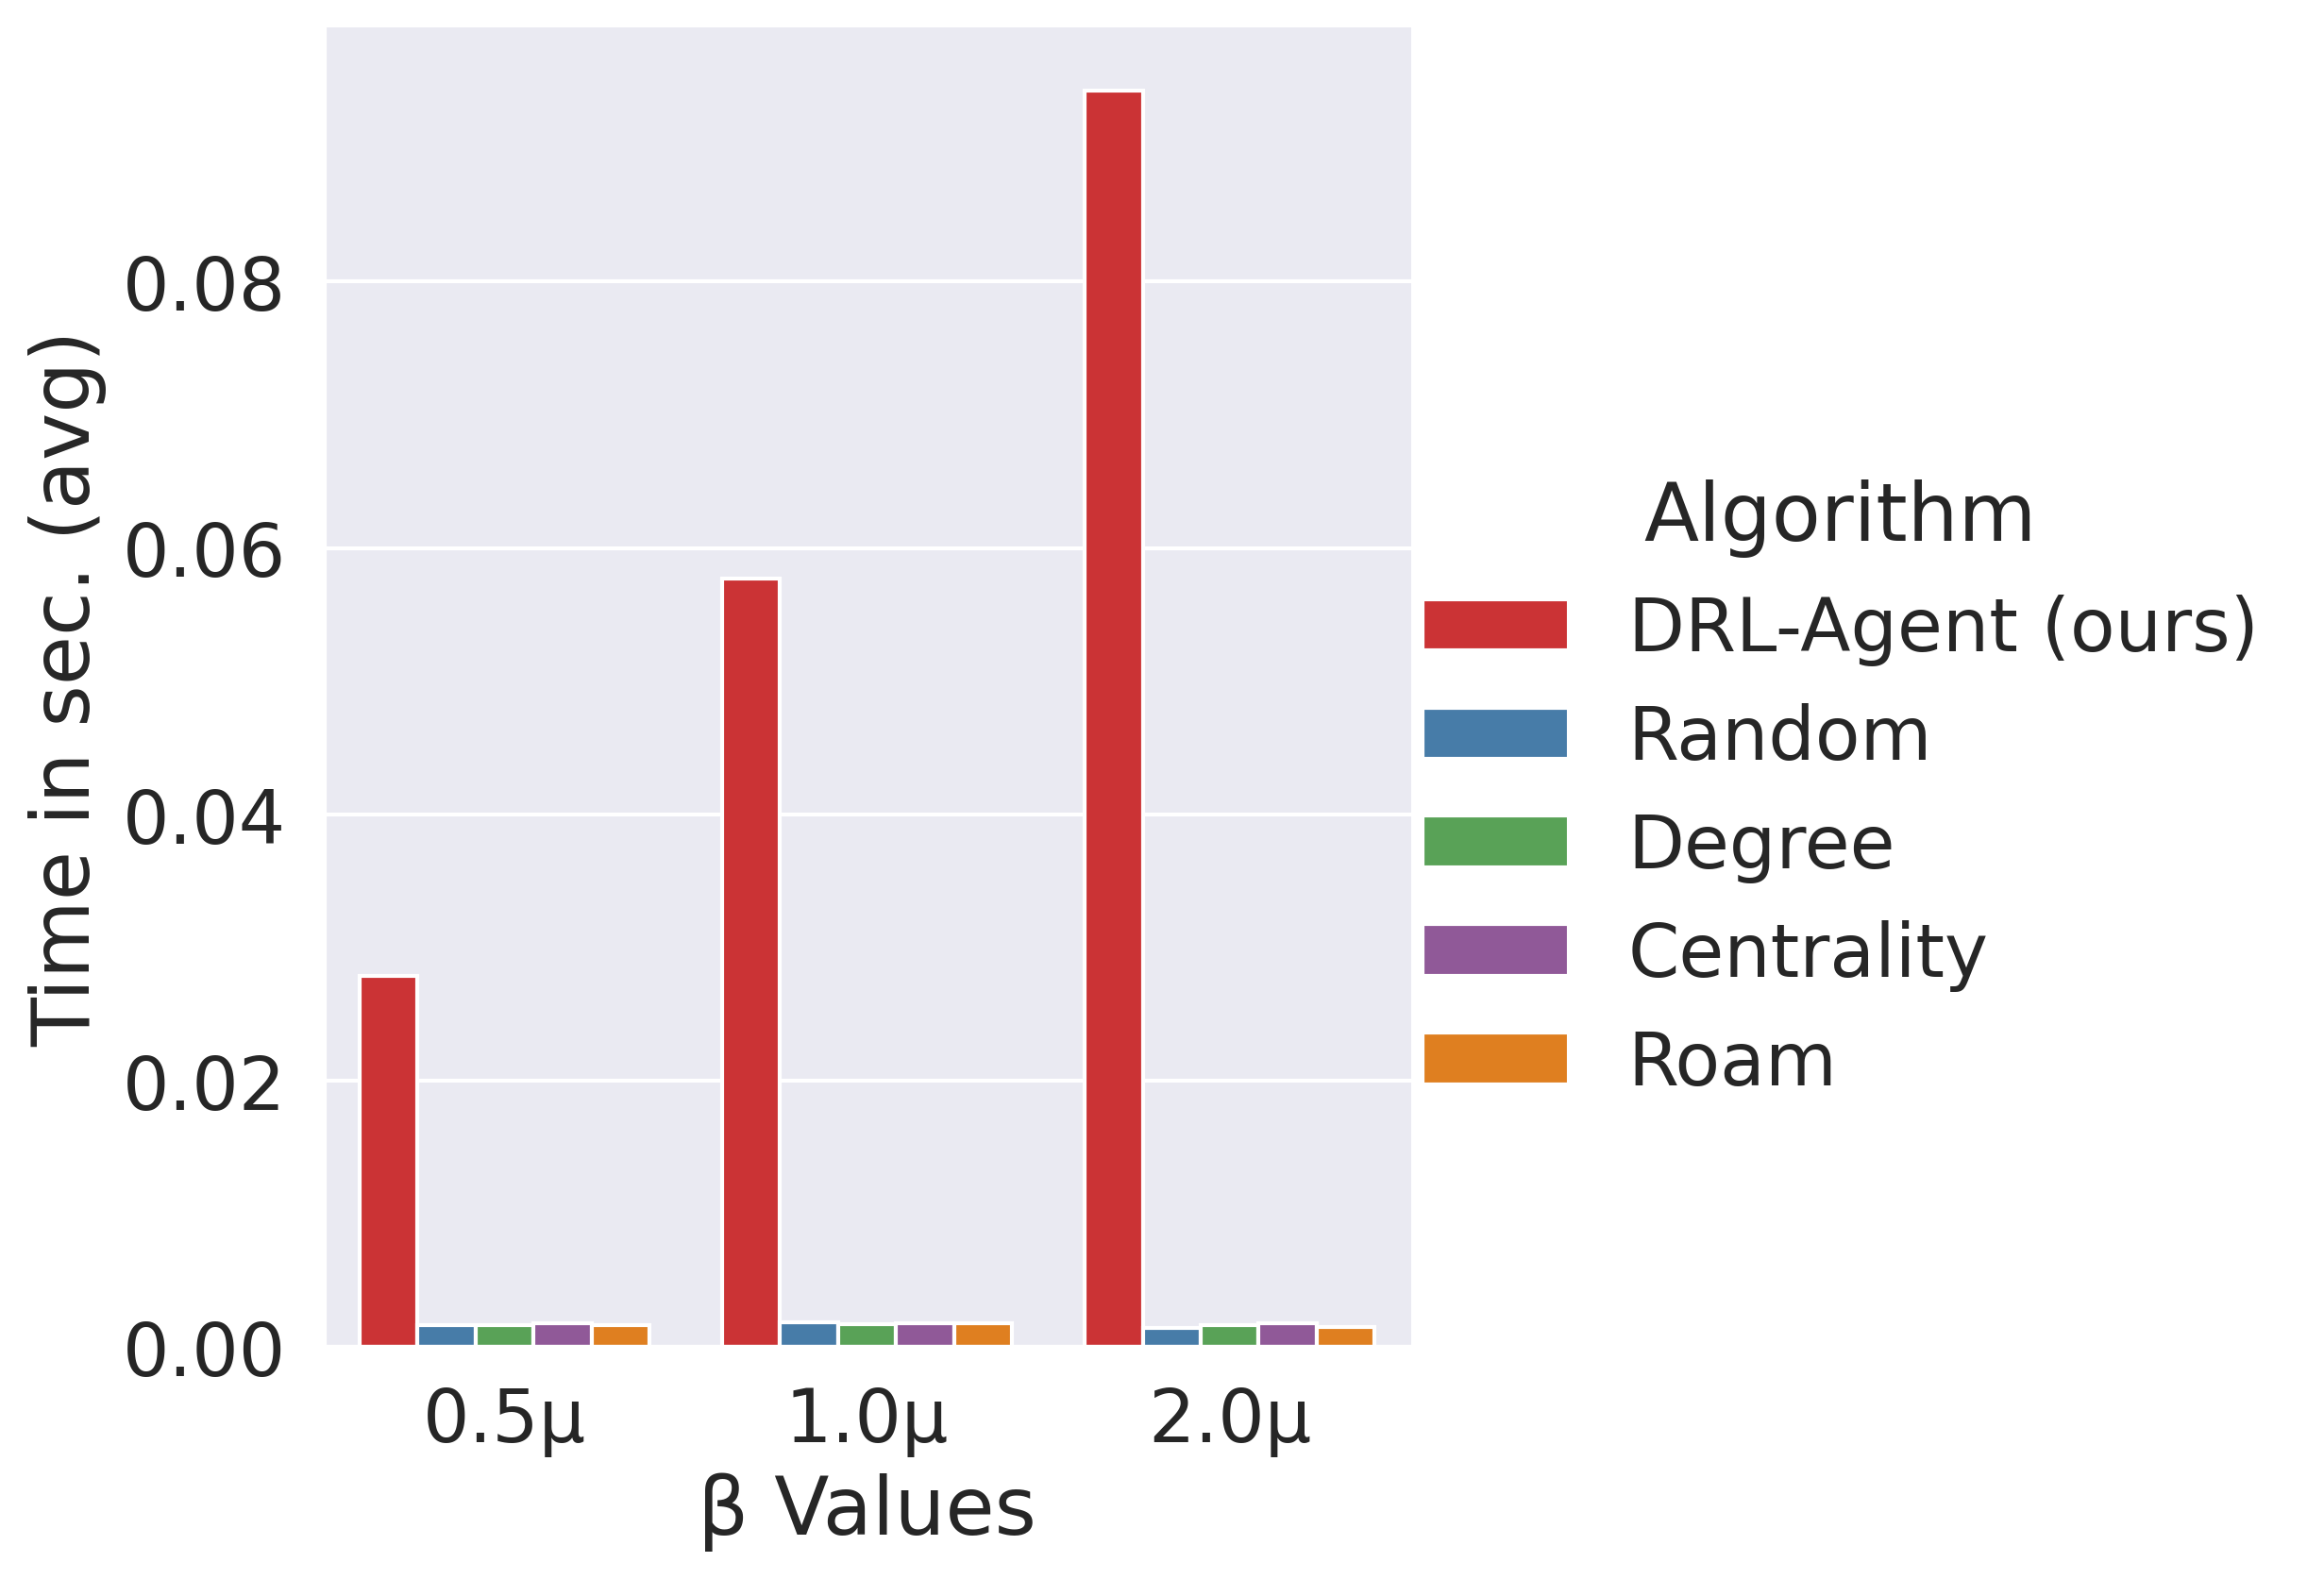 Time in sec. (avg)
0.08
0.06
0.04
0.02
0.00
0.5μ 1.0μ 2.0μ
β Values
Algorithm
DRL-Agent (ours)
Random
Degree
Centrality
Roam